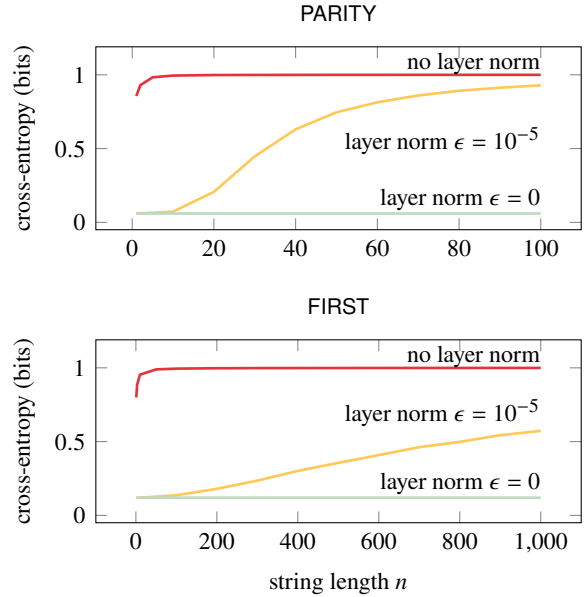 PARITY
cross-entropy (bits)
1
0.5
0
no layer norm
layer norm ϵ = 10⁻⁵
layer norm ϵ = 0
0 20 40 60 80 100
FIRST
cross-entropy (bits)
1
0.5
0
no layer norm
layer norm ϵ = 10⁻⁵
layer norm ϵ = 0
0 200 400 600 800 1,000
string length n